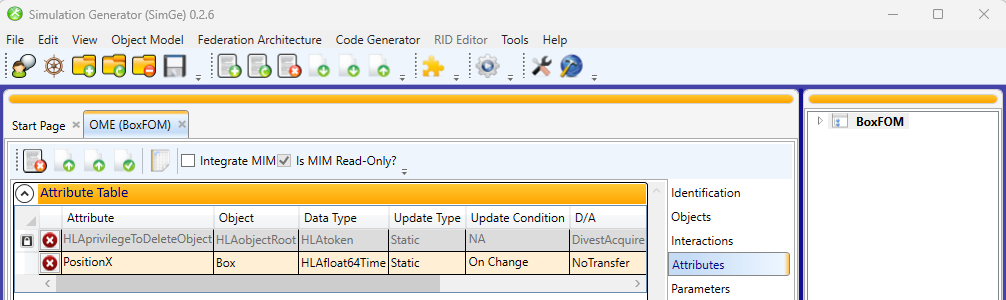 Simulation Generator (SimGe) 0.2.6
File Edit View Object Model Federation Architecture Code Generator RID Editor Tools Help
Start Page OME (BoxFOM)
BoxFOM
Integrate MIM Is MIM Read-Only?
Attribute Table
Attribute Object Data Type Update Type Update Condition D/A
HLAprivilegeToDeleteObject HLAobjectRoot HLAtoken Static NA DivestAcquire
PositionX Box HLAfloat64Time Static On Change NoTransfer
Identification
Objects
Interactions
Attributes
Parameters